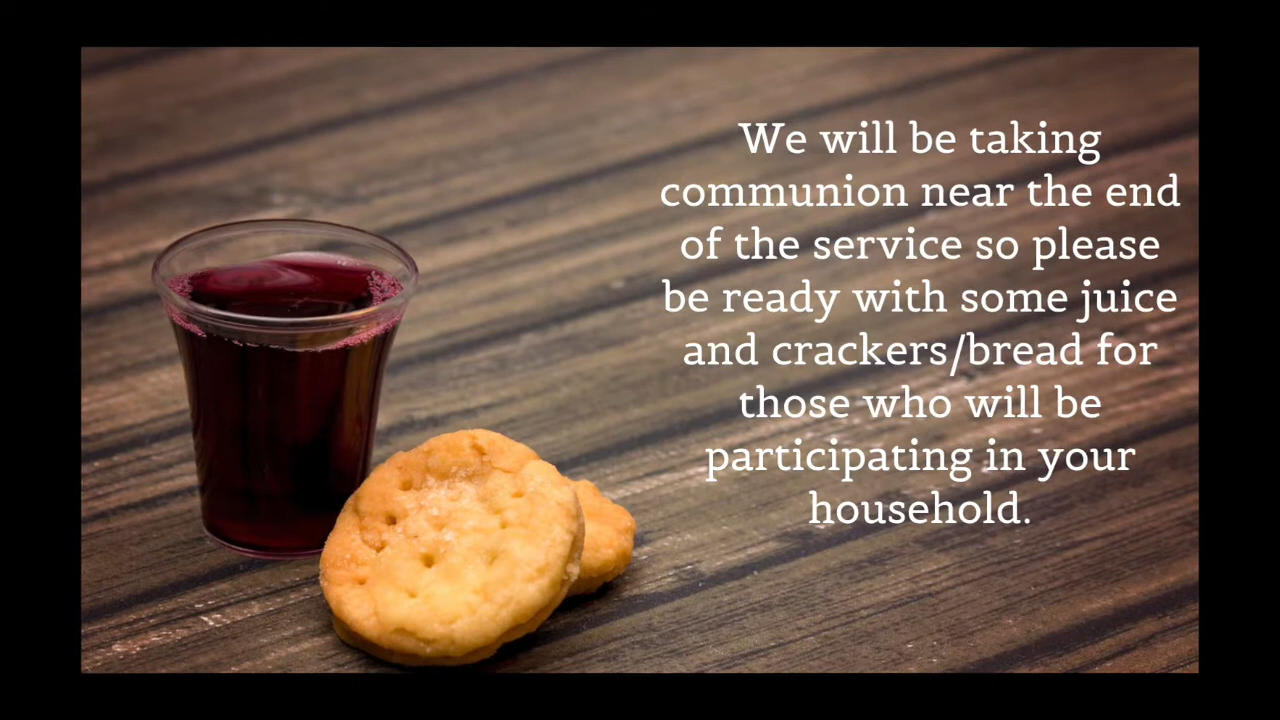 We will be taking
communion near the end
of the service so please
be ready with some juice
and crackers/bread for
those who will be
participating in your
household.